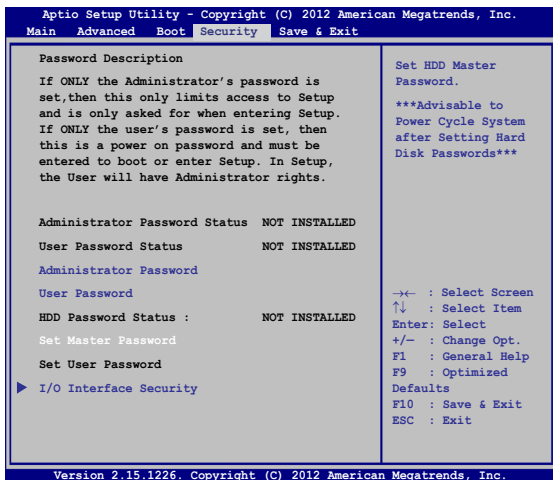 Aptio Setup Utility - Copyright (C) 2012 American Megatrends, Inc.
Main Advanced Boot Security Save & Exit
Password Description
If ONLY the Administrator's password is
set,then this only limits access to Setup
and is only asked for when entering Setup.
If ONLY the user's password is set, then
this is a power on password and must be
entered to boot or enter Setup. In Setup,
the User will have Administrator rights.
Administrator Password Status NOT INSTALLED
User Password Status NOT INSTALLED
Administrator Password
User Password
HDD Password Status : NOT INSTALLED
Set Master Password
Set User Password
I/O Interface Security
Set HDD Master
Password.
***Advisable to
Power Cycle System
after Setting Hard
Disk Passwords***
→← : Select Screen
↑↓ : Select Item
Enter: Select
+/— : Change Opt.
F1 : General Help
F9 : Optimized
Defaults
F10 : Save & Exit
ESC : Exit
Version 2.15.1226. Copyright (C) 2012 American Megatrends, Inc.